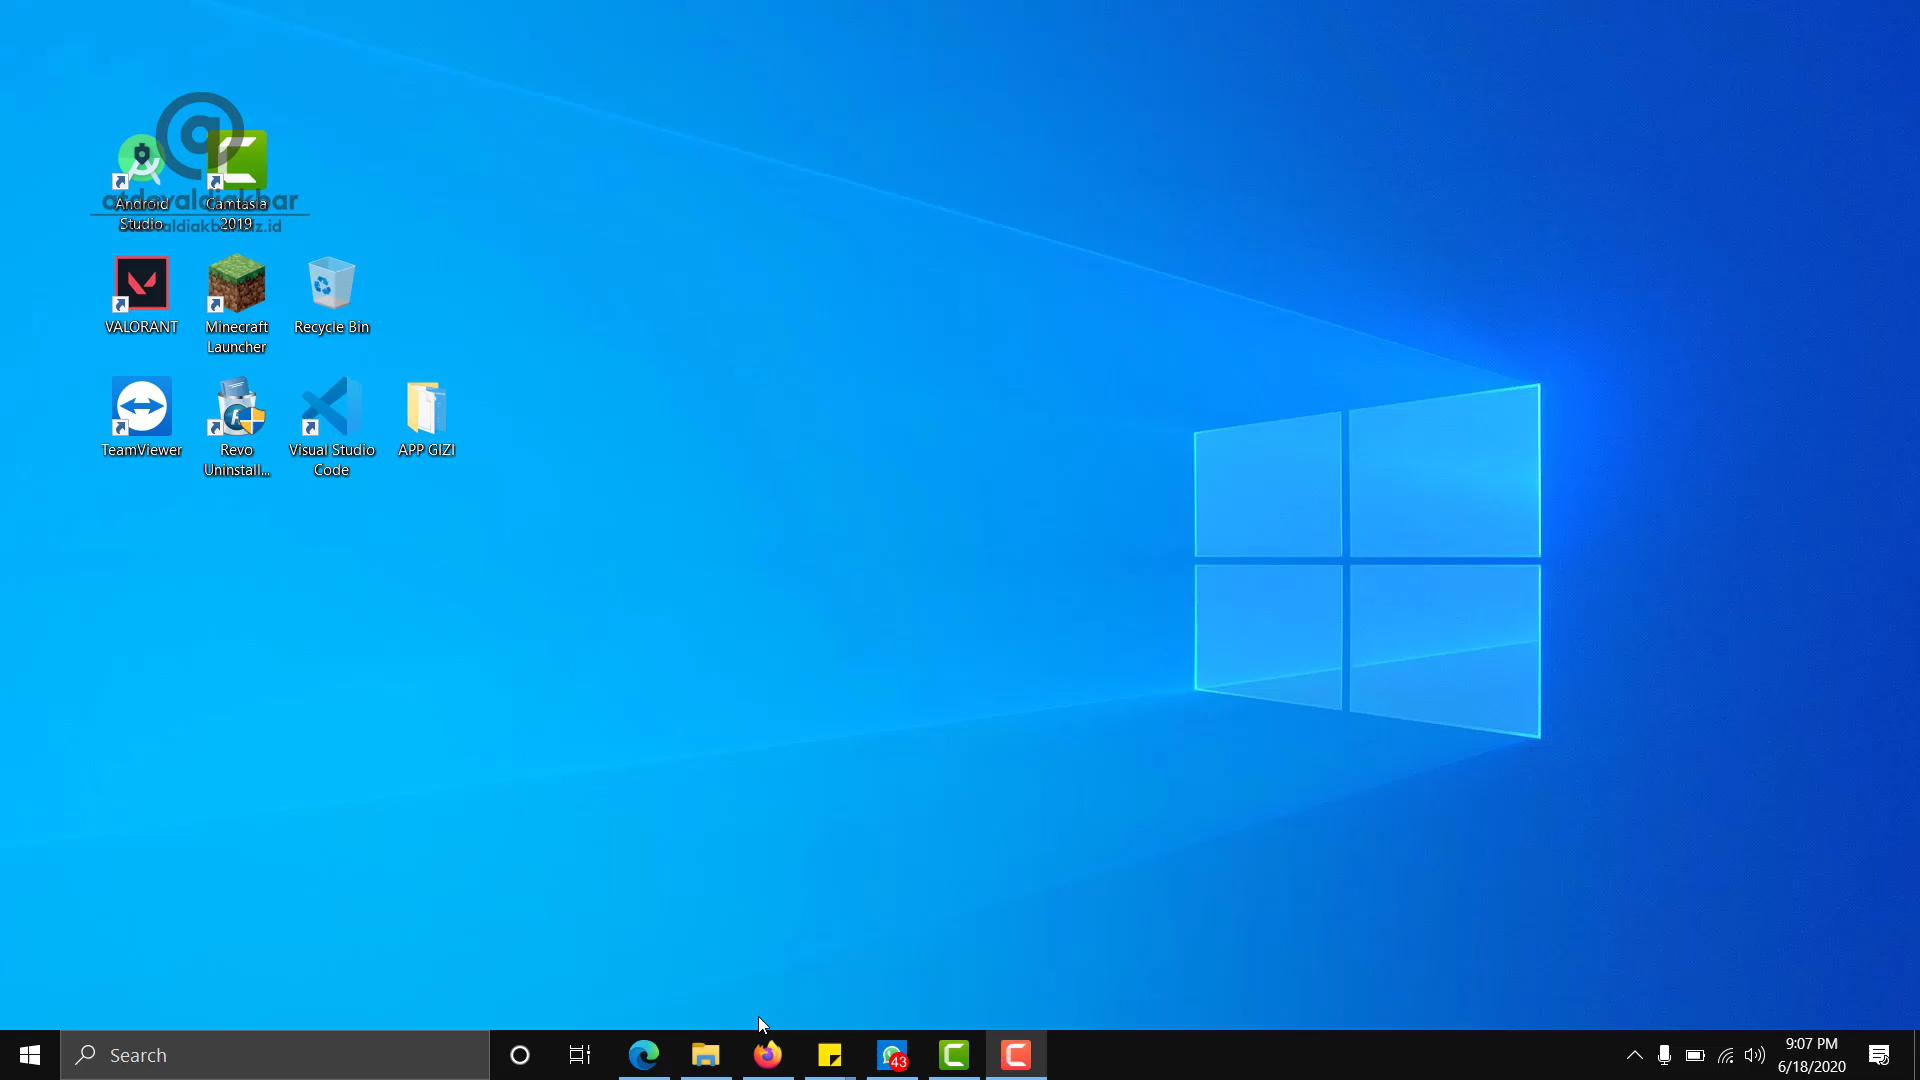 atdevaldiakbar
Android
Studio
Camtasia
2019
VALORANT
Minecraft
Launcher
Recycle Bin
TeamViewer
Revo
Uninstall...
Visual Studio
Code
APP GIZI
Search
43
9:07 PM
6/18/2020